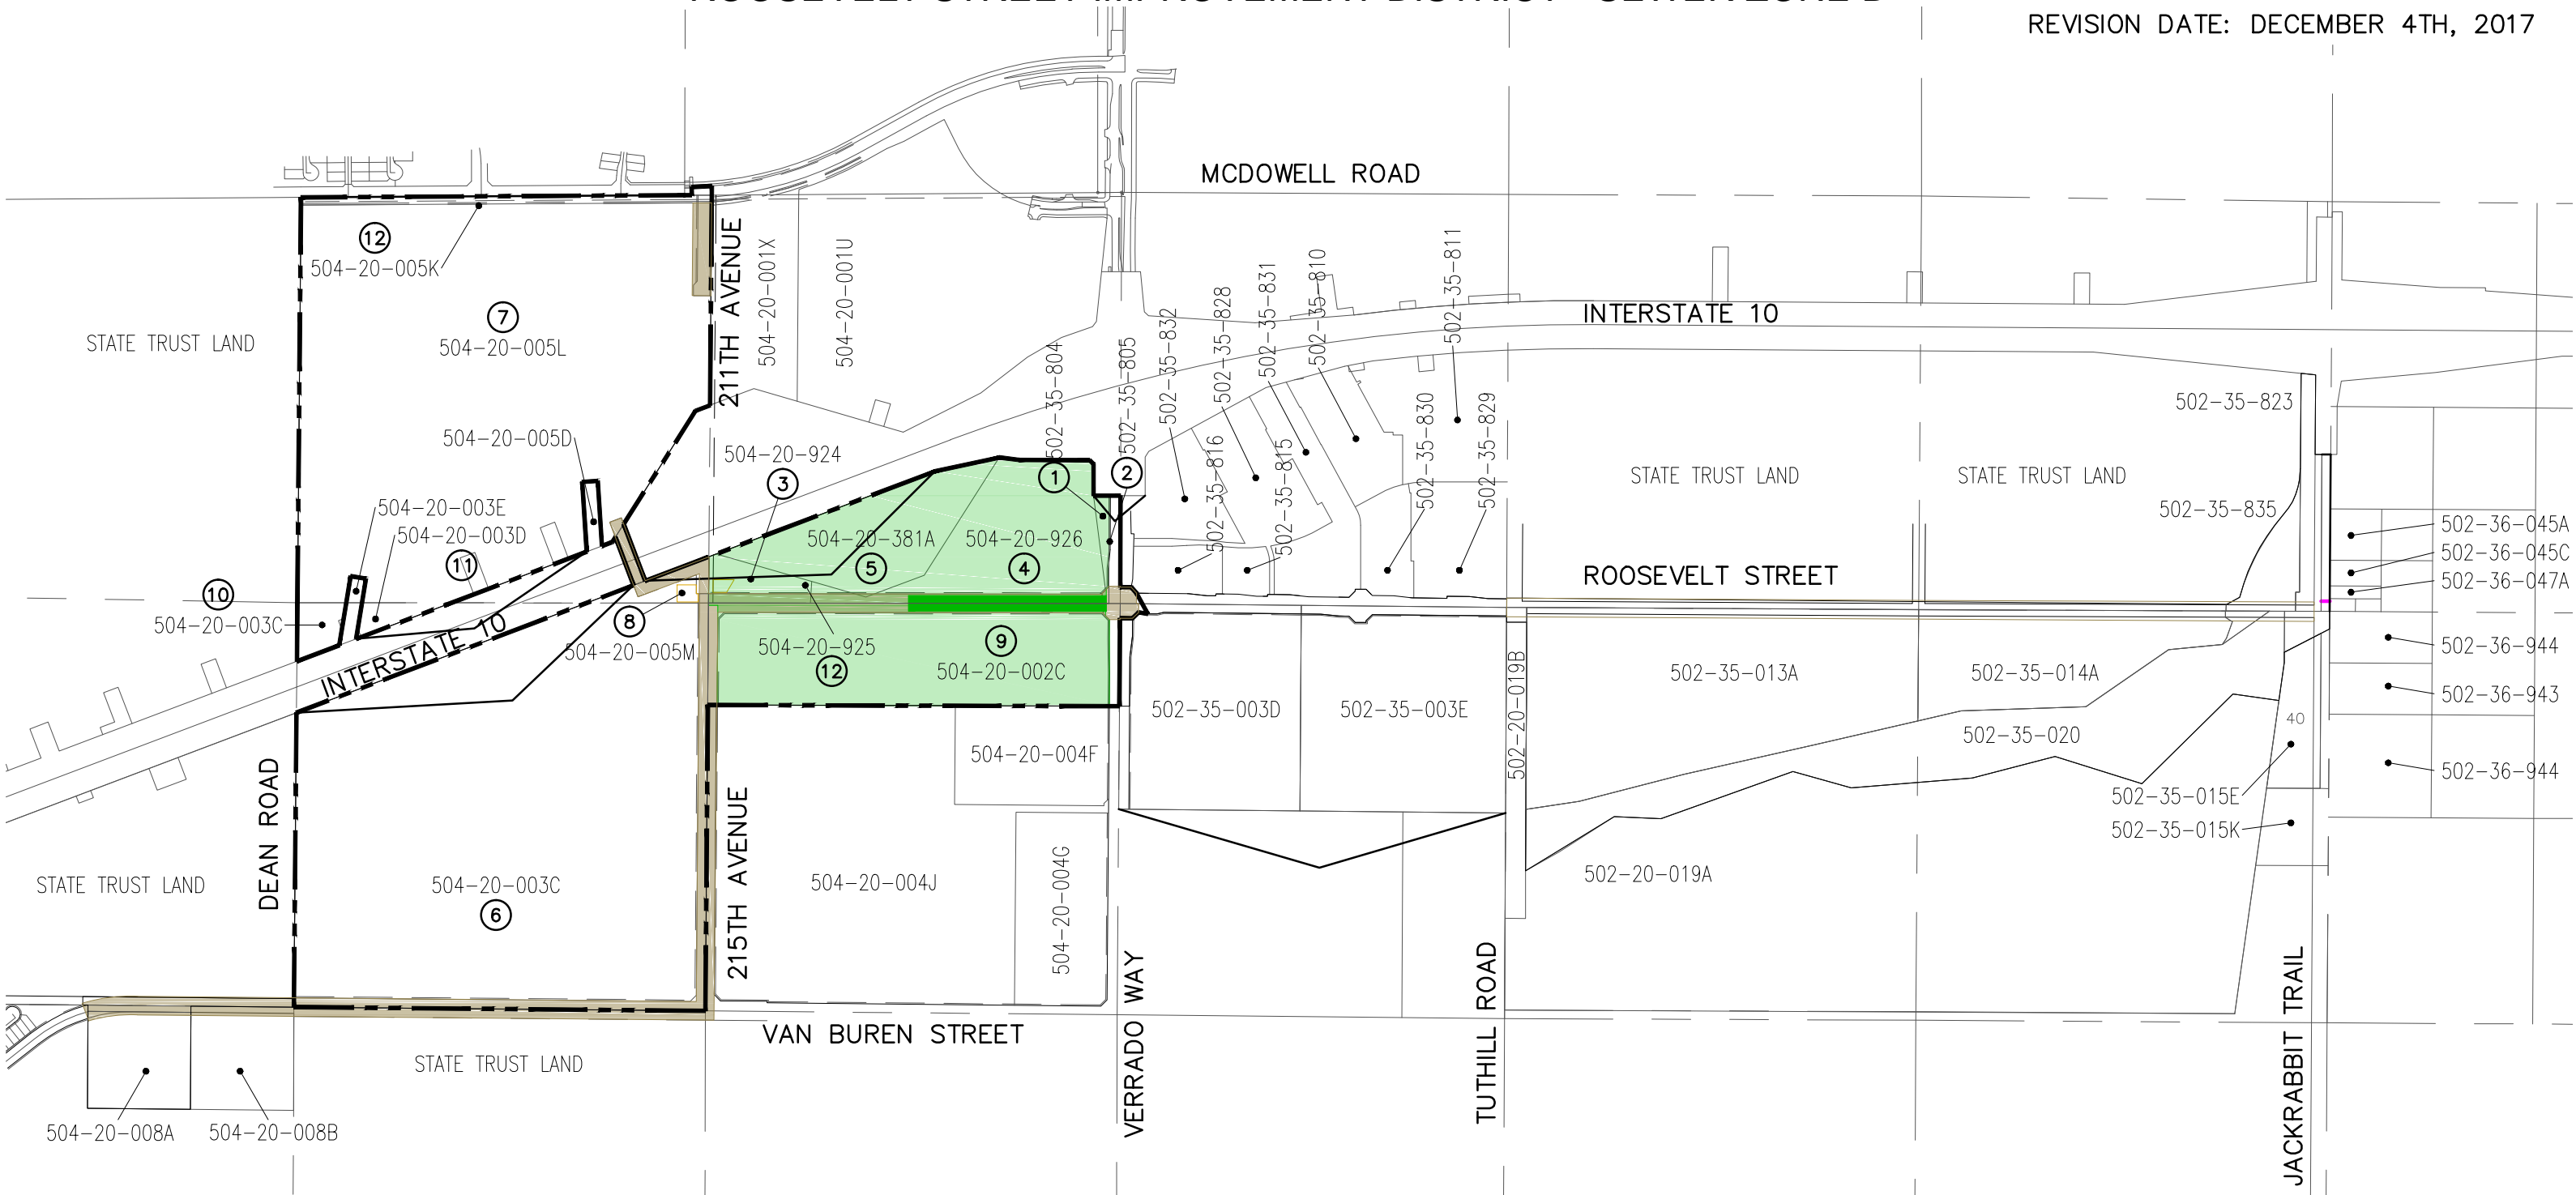 REVISION DATE: DECEMBER 4TH, 2017
MCDOWELL ROAD
12
504-20-005K
211TH AVENUE
504-20-001X
504-20-001U
7
504-20-005L
STATE TRUST LAND
INTERSTATE 10
502-35-804
502-35-805
502-35-832
502-35-828
502-35-831
502-35-810
502-35-811
502-35-816
502-35-815
502-35-830
502-35-829
502-35-823
STATE TRUST LAND
STATE TRUST LAND
502-35-835
504-20-005D
504-20-924
3
1
2
504-20-003E
504-20-003D
11
504-20-381A
5
504-20-926
4
ROOSEVELT STREET
502-36-045A
502-36-045C
502-36-047A
10
504-20-003C
INTERSTATE 10
8
504-20-005M
504-20-925
12
9
504-20-002C
502-36-944
502-36-943
502-36-944
502-35-003D
502-35-003E
502-20-019B
502-35-013A
502-35-014A
502-35-020
40
504-20-004F
502-35-015E
502-35-015K
DEAN ROAD
STATE TRUST LAND
504-20-003C
6
215TH AVENUE
504-20-004J
504-20-004G
502-20-019A
VERRADO WAY
TUTHILL ROAD
JACKRABBIT TRAIL
VAN BUREN STREET
STATE TRUST LAND
504-20-008A
504-20-008B